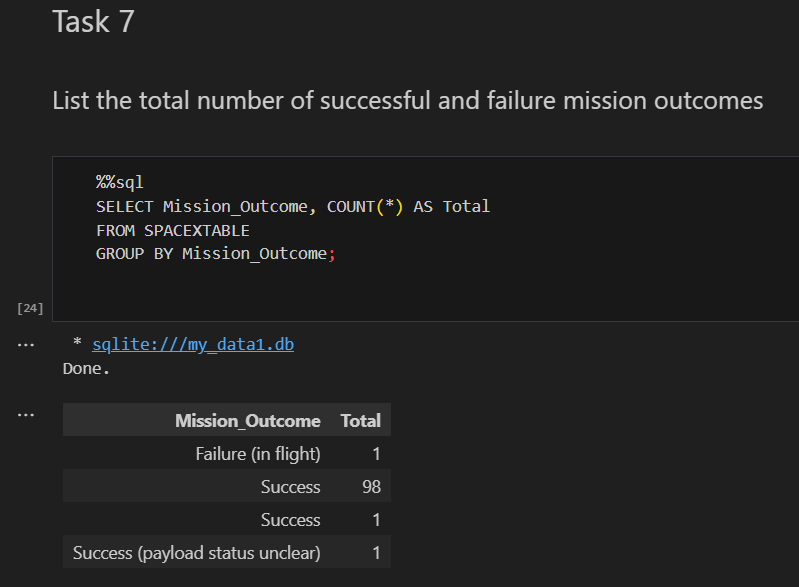 Task 7
List the total number of successful and failure mission outcomes
%%sql
SELECT Mission_Outcome, COUNT(*) AS Total
FROM SPACEXTABLE
GROUP BY Mission_Outcome;
[24]
... * sqlite:///my_data1.db
Done.
...
Mission_Outcome Total
Failure (in flight) 1
Success 98
Success 1
Success (payload status unclear) 1